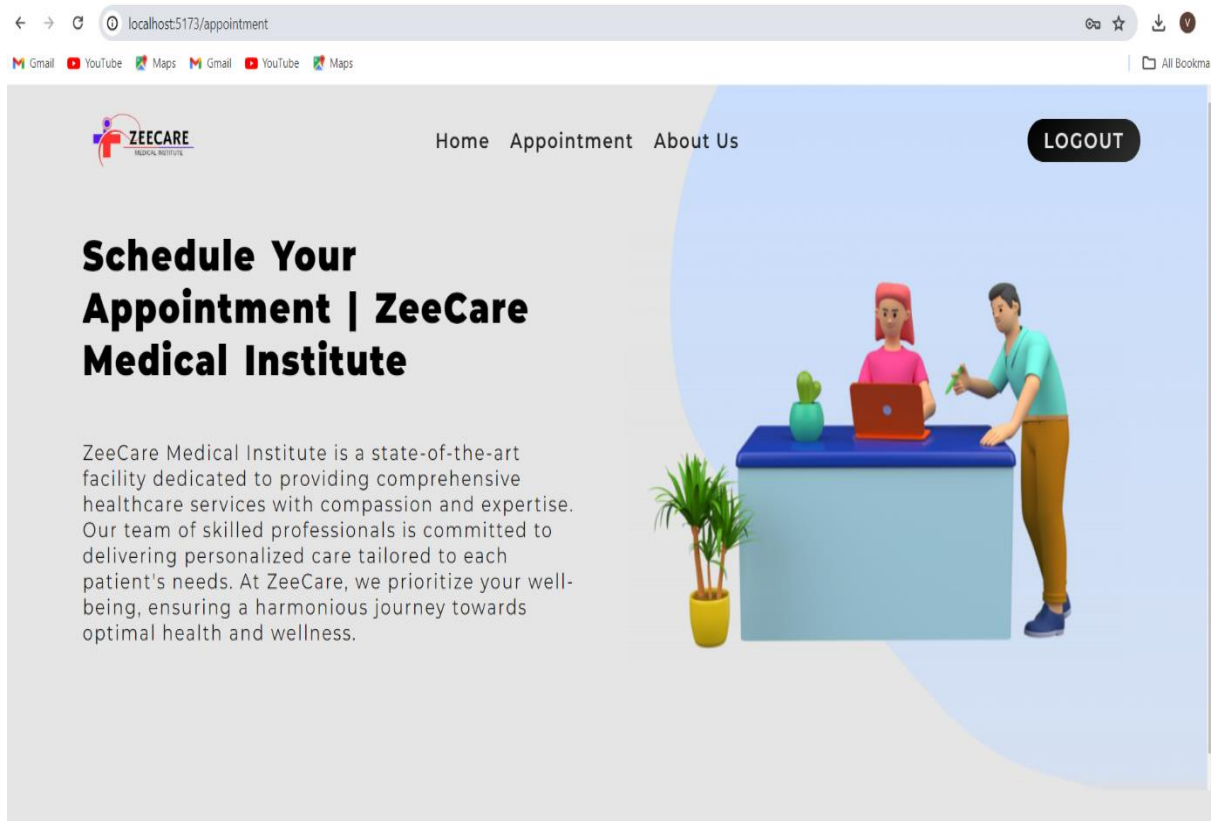 localhost:5173/appointment
V
Gmail YouTube Maps Gmail YouTube Maps
All Bookma
ZEECARE
MEDICAL INSTITUTE
Home Appointment About Us
LOGOUT
Schedule Your
Appointment | ZeeCare
Medical Institute
ZeeCare Medical Institute is a state-of-the-art
facility dedicated to providing comprehensive
healthcare services with compassion and expertise.
Our team of skilled professionals is committed to
delivering personalized care tailored to each
patient's needs. At ZeeCare, we prioritize your well-
being, ensuring a harmonious journey towards
optimal health and wellness.